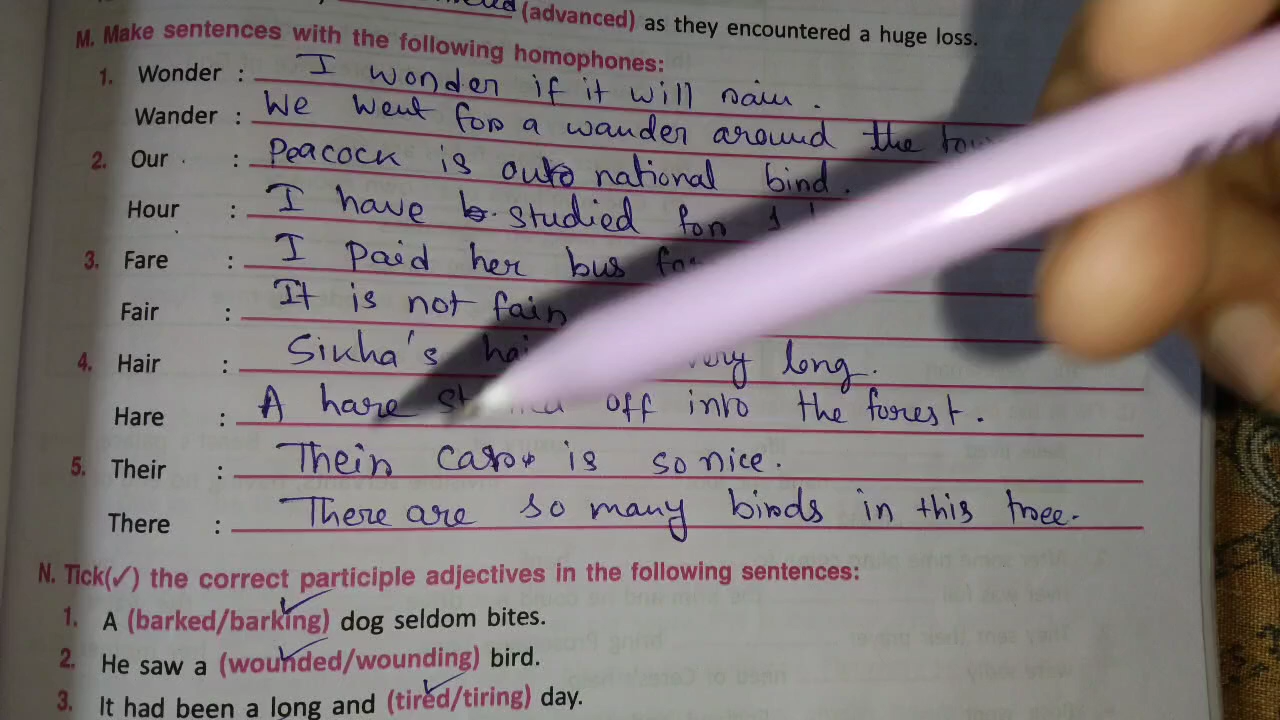 (advanced) as they encountered a huge loss.
M. Make sentences with the following homophones:
1. Wonder : I wonder if it will rain.
Wander : We went for a wander around the
2. Our : Peacock is our national bird.
Hour : I have studied for 1
3. Fare : I paid her bus
Fair : It is not fair
4. Hair : Sikha's very long.
Hare : A hare off into the forest.
5. Their : Their car is so nice.
There : There are so many birds in this tree.
N. Tick(✓) the correct participle adjectives in the following sentences:
1. A (barked/barking) dog seldom bites.
2. He saw a (wounded/wounding) bird.
3. It had been a long and (tired/tiring) day.